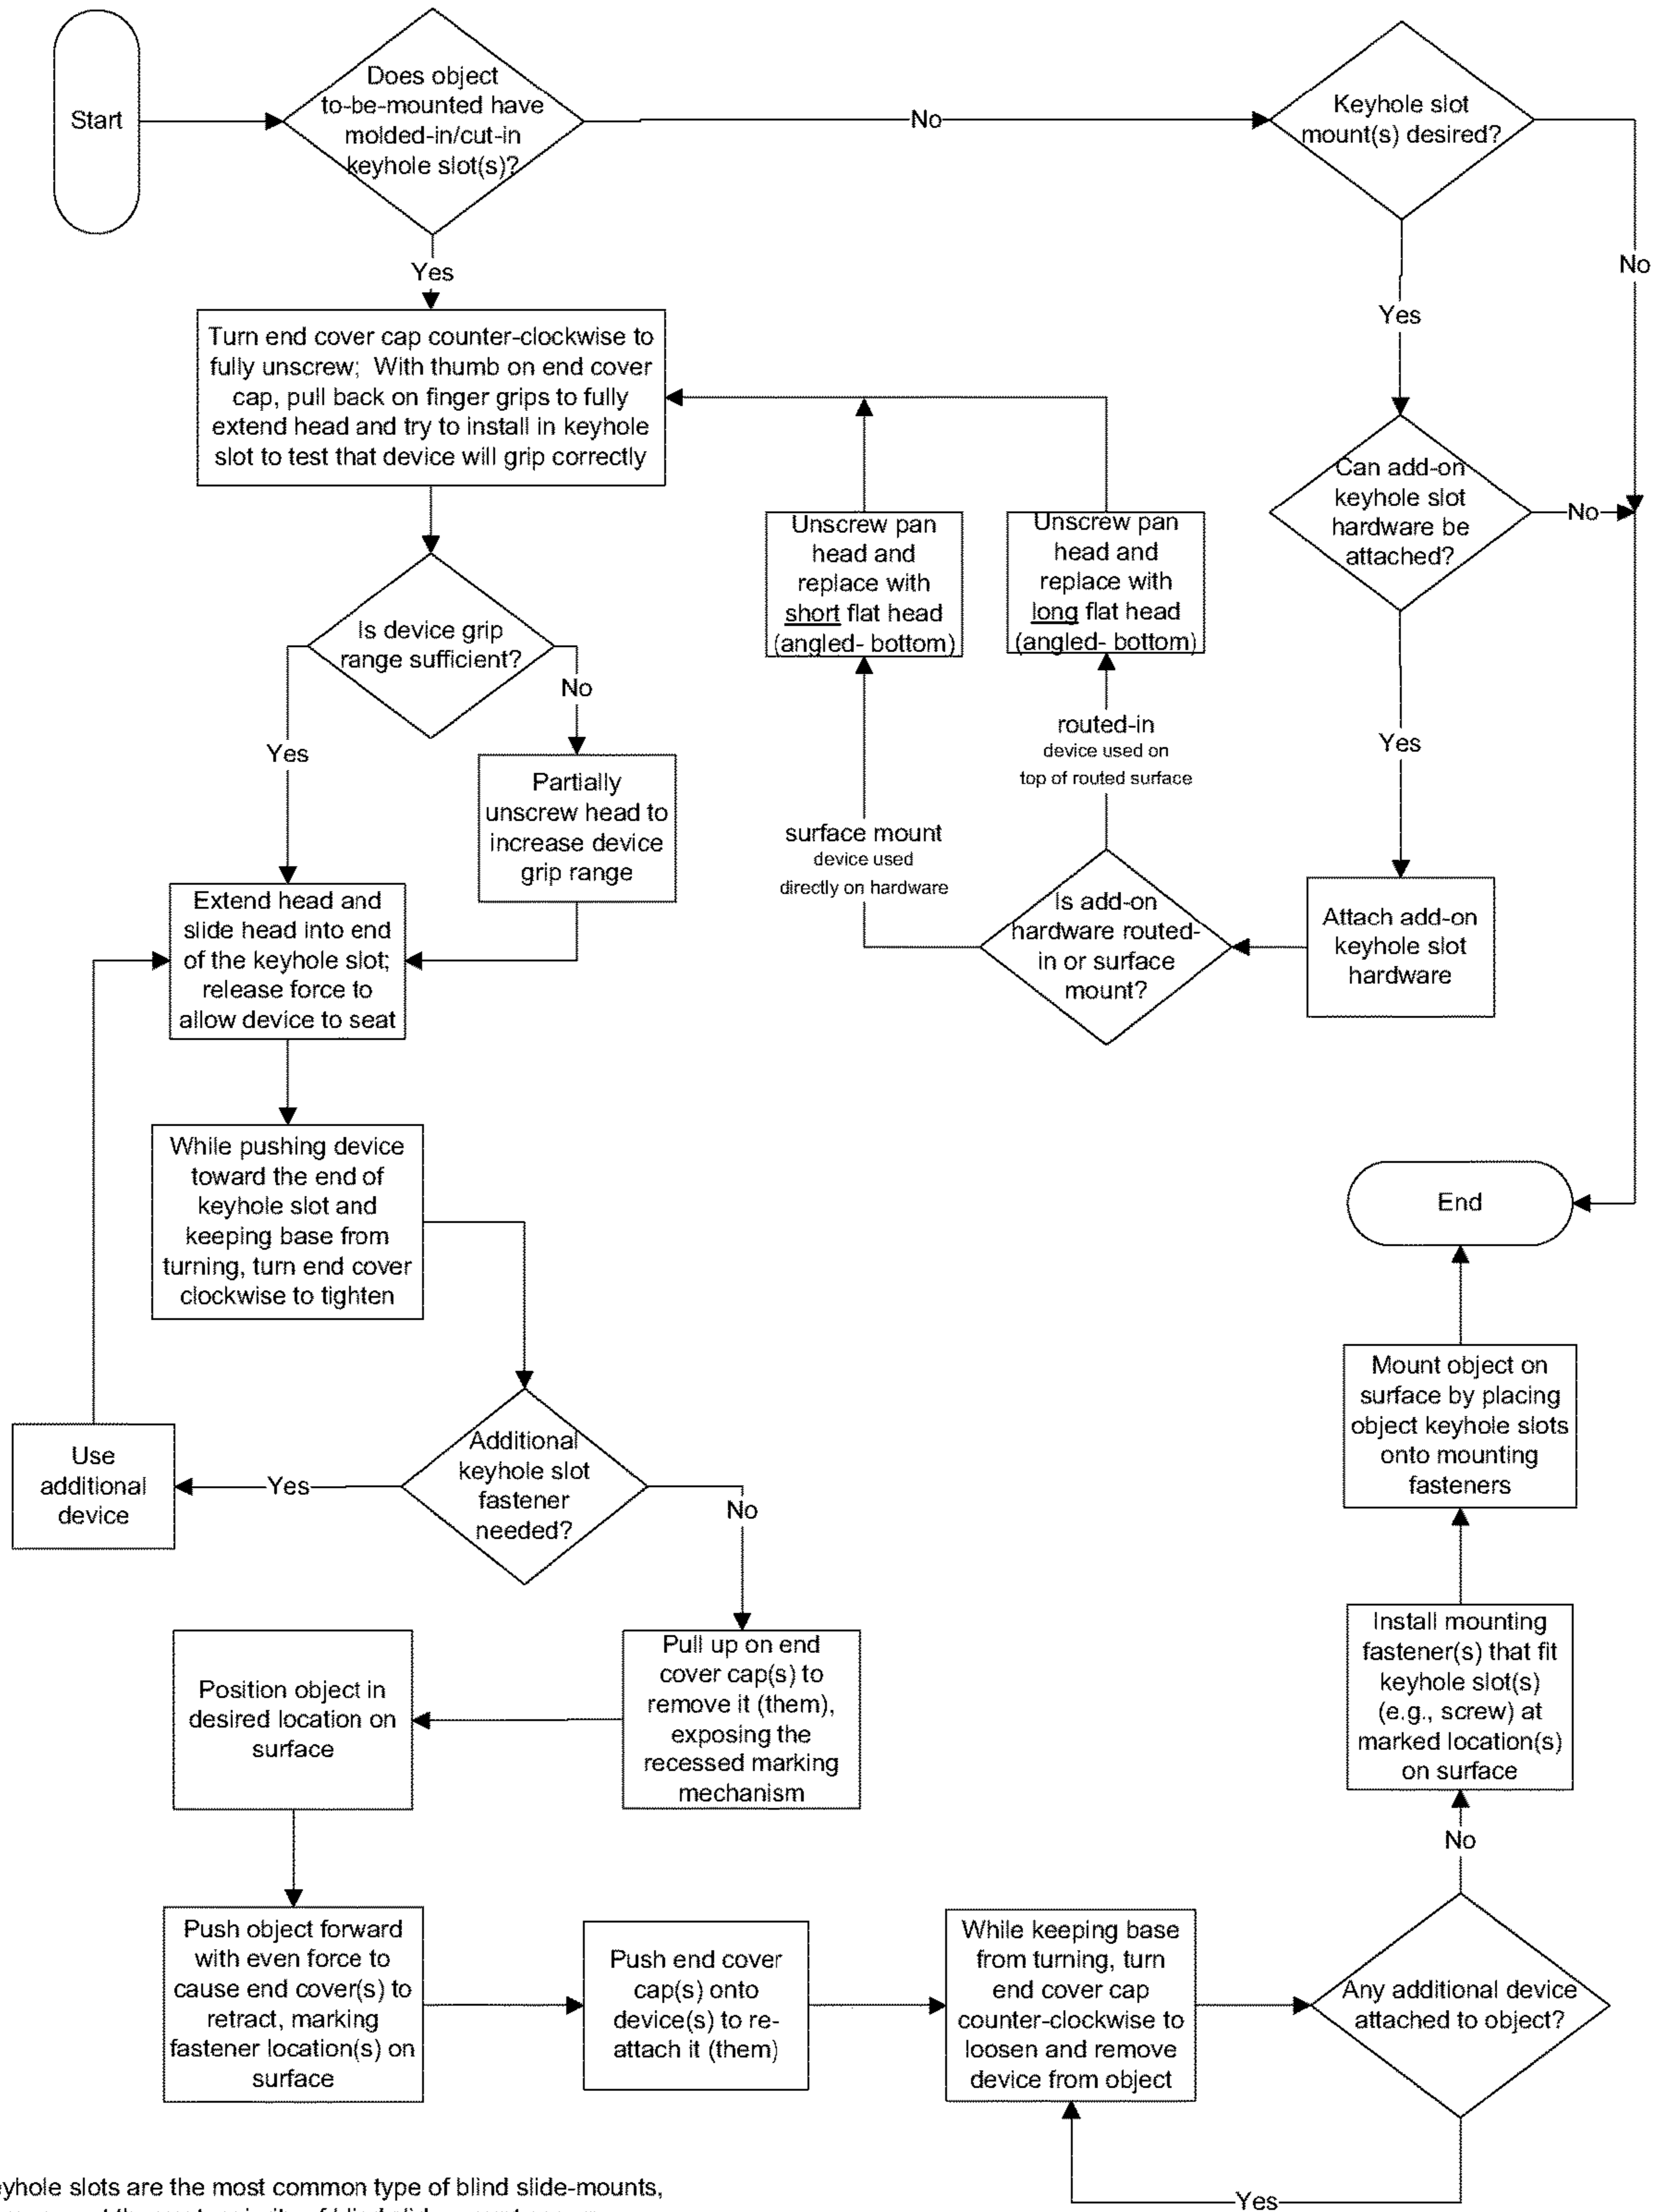 Start
Does object
to-be-mounted have
molded-in/cut-in
keyhole slot(s)?
No
Keyhole slot
mount(s) desired?
No
Yes
Yes
Turn end cover cap counter-clockwise to
fully unscrew; With thumb on end cover
cap, pull back on finger grips to fully
extend head and try to install in keyhole
slot to test that device will grip correctly
Can add-on
keyhole slot
hardware be
attached?
No
Yes
Unscrew pan
head and
replace with
short flat head
(angled- bottom)
Unscrew pan
head and
replace with
long flat head
(angled- bottom)
Is device grip
range sufficient?
No
Yes
routed-in
device used on
top of routed surface
surface mount
device used
directly on hardware
Partially
unscrew head to
increase device
grip range
Is add-on
hardware routed-
in or surface
mount?
Attach add-on
keyhole slot
hardware
Extend head and
slide head into end
of the keyhole slot;
release force to
allow device to seat
While pushing device
toward the end of
keyhole slot and
keeping base from
turning, turn end cover
clockwise to tighten
End
Mount object on
surface by placing
object keyhole slots
onto mounting
fasteners
Use
additional
device
Yes
Additional
keyhole slot
fastener
needed?
No
Position object in
desired location on
surface
Pull up on end
cover cap(s) to
remove it (them),
exposing the
recessed marking
mechanism
Install mounting
fastener(s) that fit
keyhole slot(s)
(e.g., screw) at
marked location(s)
on surface
No
Push object forward
with even force to
cause end cover(s) to
retract, marking
fastener location(s) on
surface
Push end cover
cap(s) onto
device(s) to re-
attach it (them)
While keeping base
from turning, turn
end cover cap
counter-clockwise to
loosen and remove
device from object
Any additional device
attached to object?
Yes
eyhole slots are the most common type of blind slide-mounts,